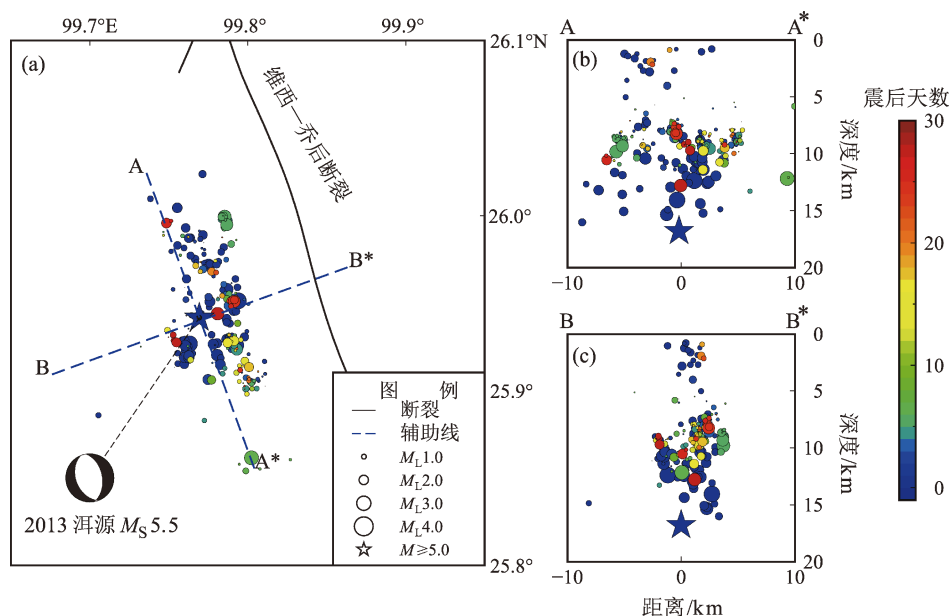 99.7°E 99.8° 99.9°
(a)
26.1°N
26.0°
25.9°
25.8°
维西—乔后断裂
A
B*
B
A*
2013 洱源 MS 5.5
图 例
断裂
辅助线
ML1.0
ML2.0
ML3.0
ML4.0
M≥5.0
A A*
(b)
0
5
10
15
20
深度/km
−10 0 10
B B*
(c)
0
5
10
15
20
深度/km
−10 0 10
距离/km
震后天数
30
20
10
0